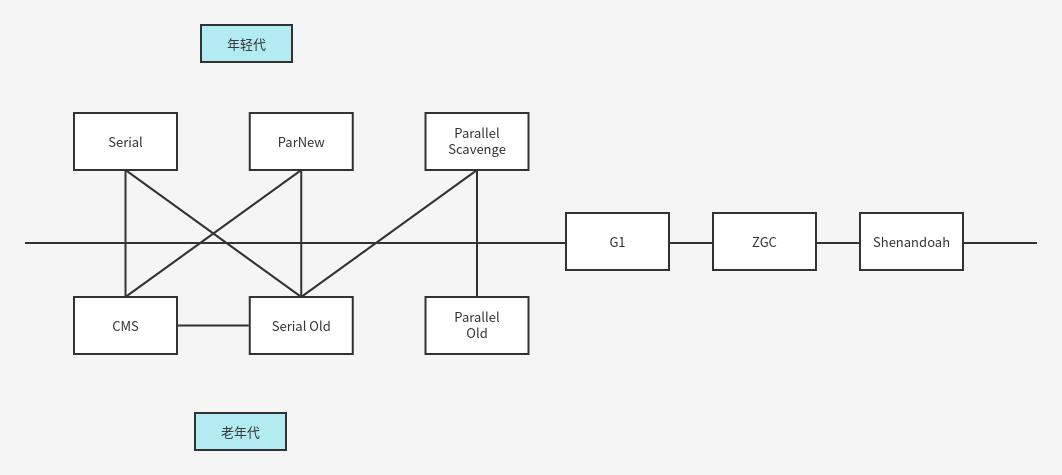 年轻代
Serial
ParNew
Parallel
Scavenge
G1
ZGC
Shenandoah
CMS
Serial Old
Parallel
Old
老年代